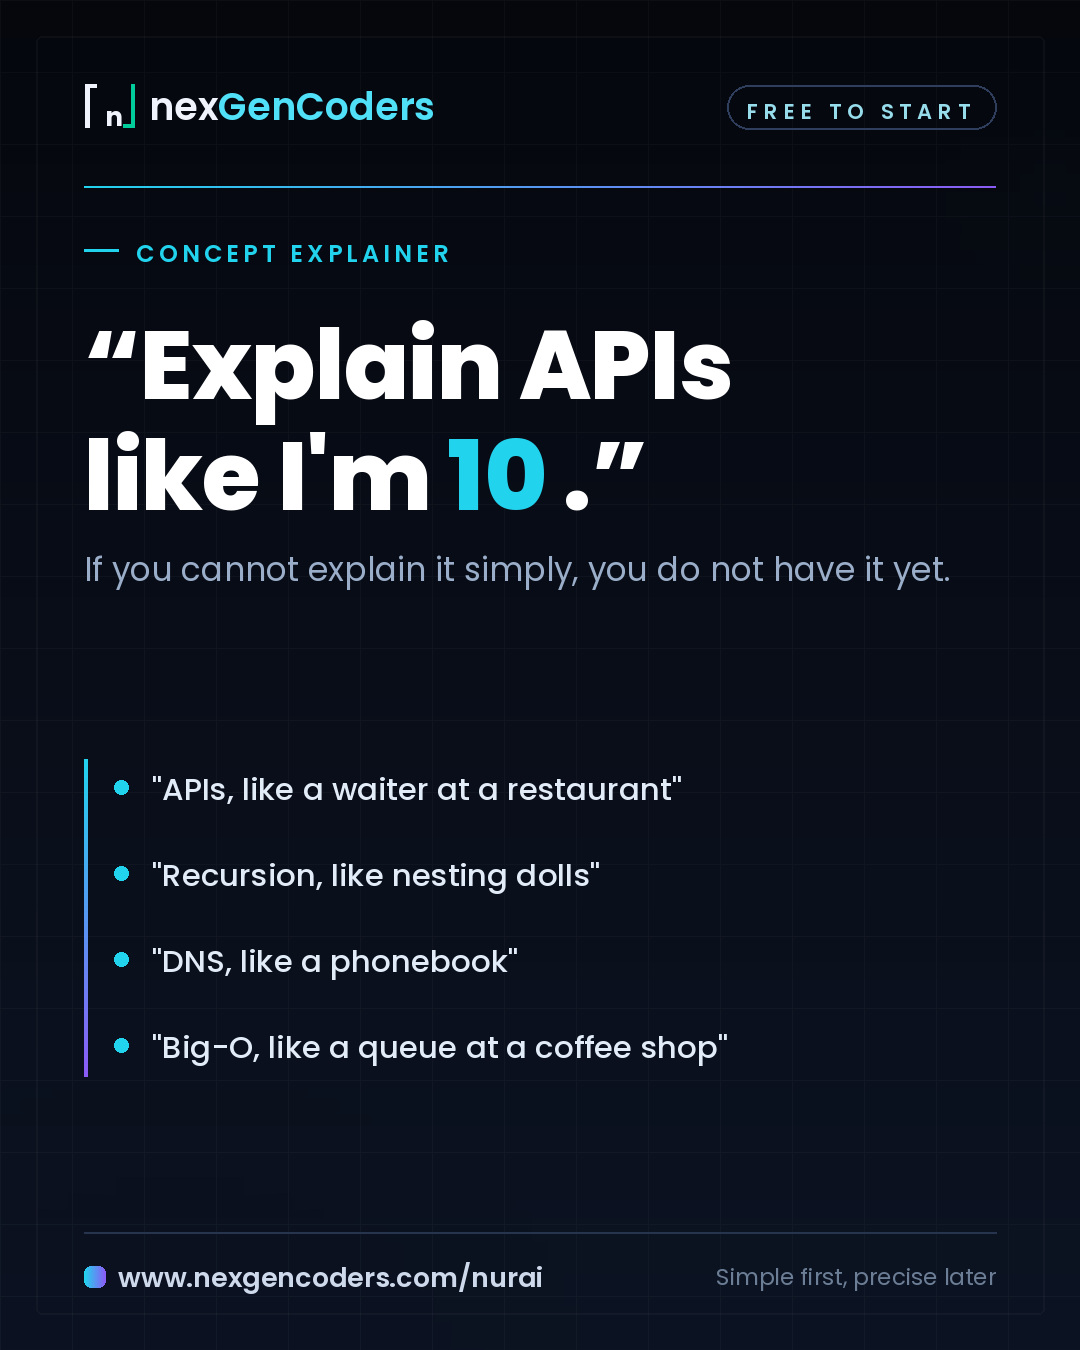 n nexGenCoders
FREE TO START
CONCEPT EXPLAINER
“Explain APIs
like I'm 10 .”
If you cannot explain it simply, you do not have it yet.
"APIs, like a waiter at a restaurant"
"Recursion, like nesting dolls"
"DNS, like a phonebook"
"Big-O, like a queue at a coffee shop"
www.nexgencoders.com/nurai
Simple first, precise later